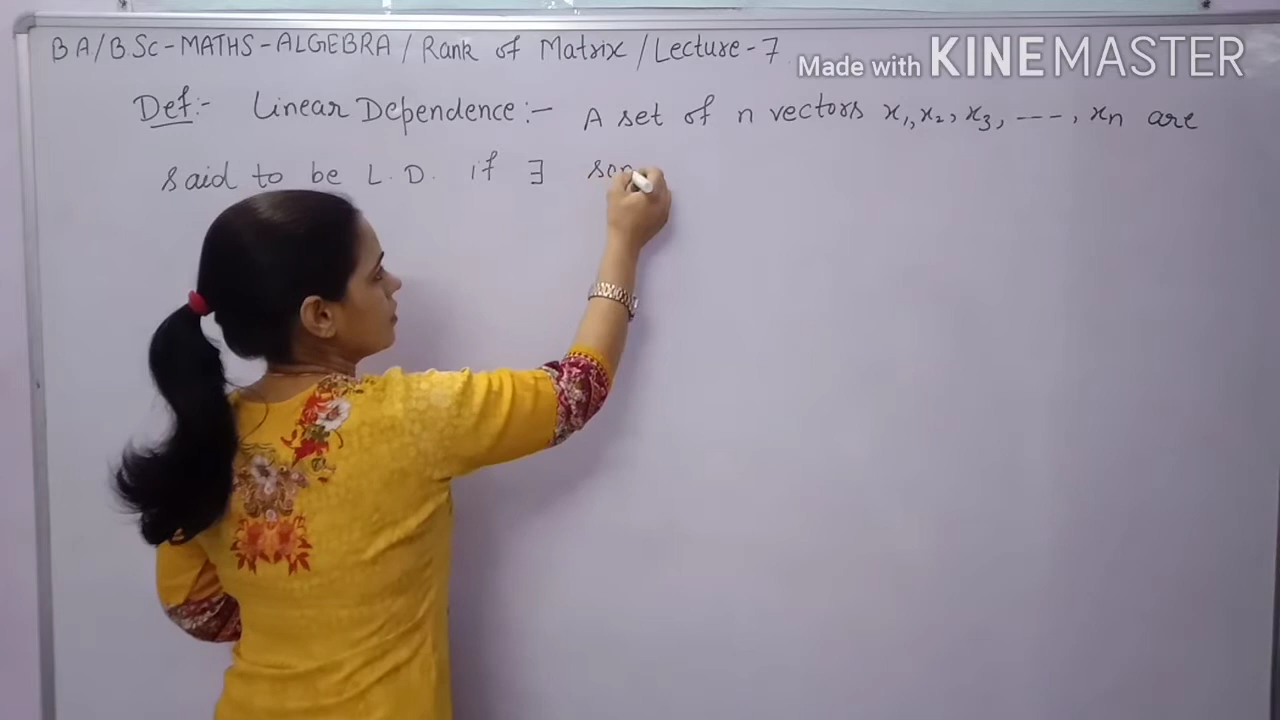 BA/BSc-MATHS-ALGEBRA/Rank of Matrix/Lecture-7
Made with KINEMASTER
Def:- Linear Dependence:- A set of n vectors x₁, x₂, x₃, ---, xn are
said to be L.D. if ∃